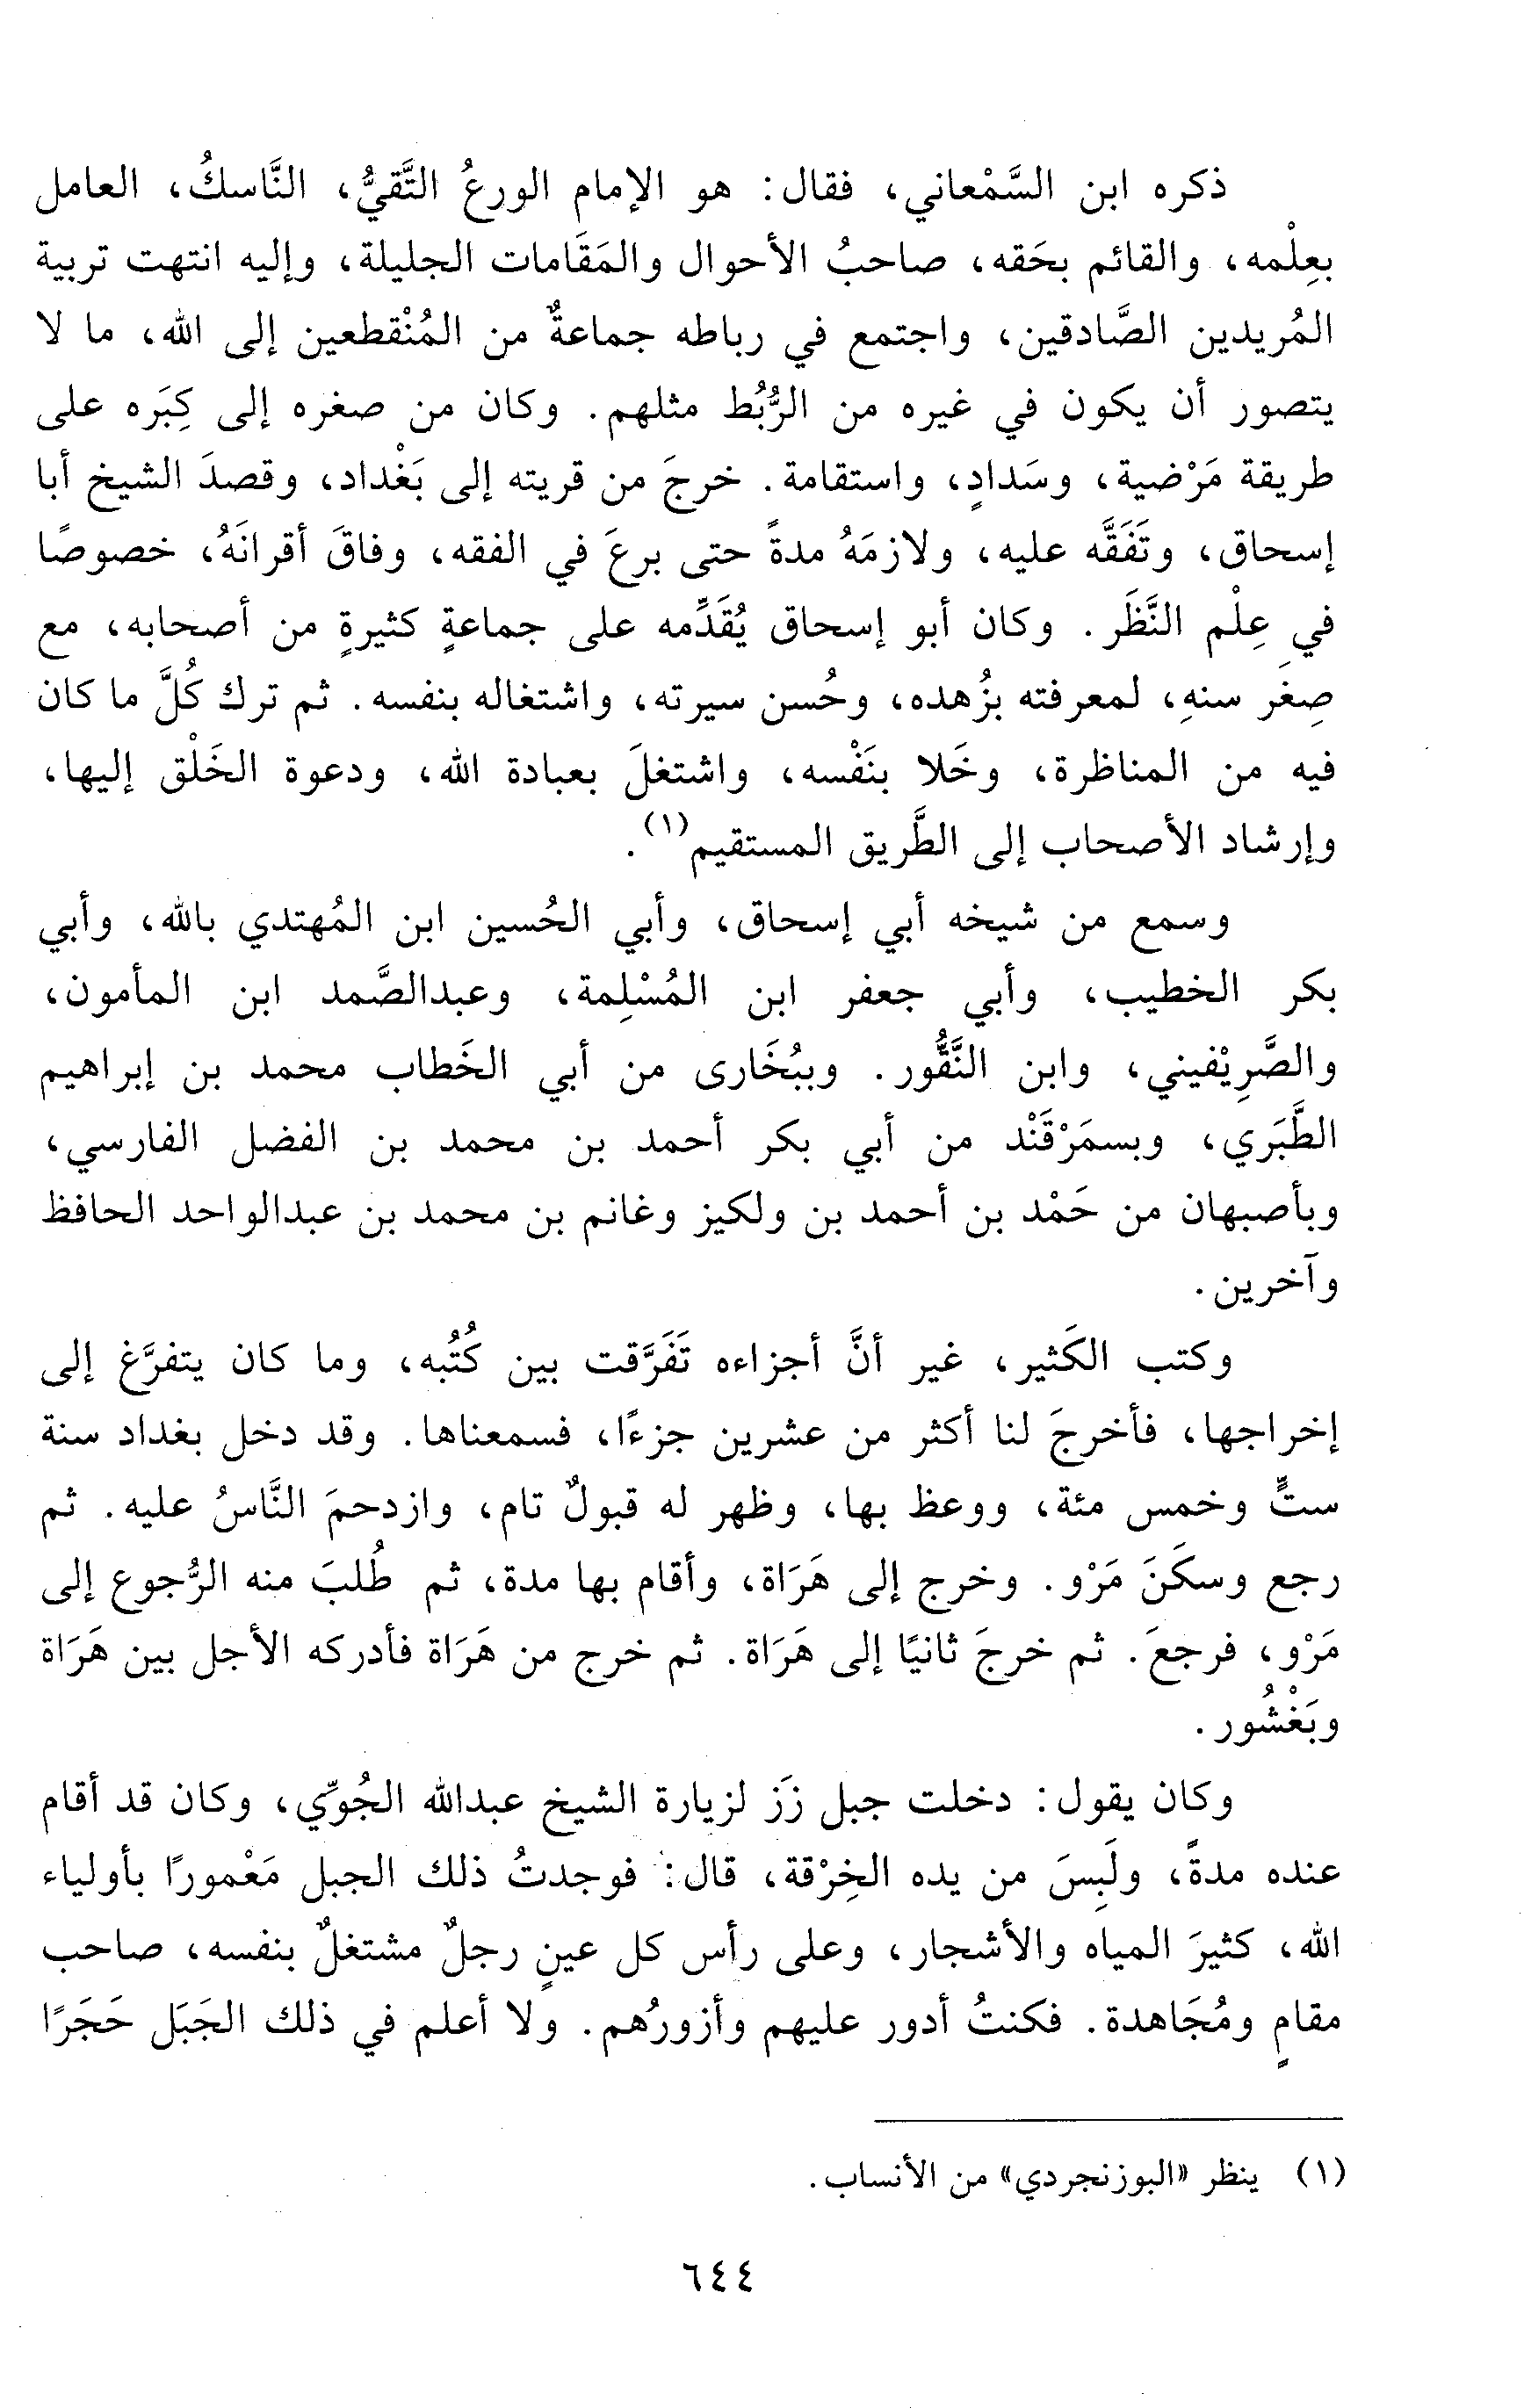 ذكره ابن السَّمْعاني، فقال: هو الإمام الورعُ التَّقيُّ، النَّاسكُ، العامل
بعِلْمه، والقائم بحَقه، صاحبُ الأحوال والمَقَامات الجليلة، وإليه انتهت تربية
المُريدين الصَّادقين، واجتمع في رباطه جماعةٌ من المُنْقطعين إلى الله، ما لا
يتصور أن يكون في غيره من الرُّبُط مثلهم. وكان من صغره إلى كِبَره على
طريقة مَرْضية، وسَدادٍ، واستقامة. خرجَ من قريته إلى بَغْداد، وقصدَ الشيخ أبا
إسحاق، وتَفَقَّه عليه، ولازمَهُ مدةً حتى برعَ في الفقه، وفاقَ أقرانَهُ، خصوصًا
في عِلْم النَّظَر. وكان أبو إسحاق يُقَدِّمه على جماعةٍ كثيرةٍ من أصحابه، مع
صِغَر سنهِ، لمعرفته بزُهده، وحُسن سيرته، واشتغاله بنفسه. ثم ترك كُلَّ ما كان
فيه من المناظرة، وخَلا بنَفْسه، واشتغلَ بعبادة الله، ودعوة الخَلْق إليها،
وإرشاد الأصحاب إلى الطَّريق المستقيم(١).
وسمع من شيخه أبي إسحاق، وأبي الحُسين ابن المُهتدي بالله، وأبي
بكر الخطيب، وأبي جعفر ابن المُسْلِمة، وعبدالصَّمد ابن المأمون،
والصَّرِيْفيني، وابن النَّقُّور. وببُخَارى من أبي الخَطاب محمد بن إبراهيم
الطَّبَري، وبسمَرْقَنْد من أبي بكر أحمد بن محمد بن الفضل الفارسي،
وبأصبهان من حَمْد بن أحمد بن ولكيز وغانم بن محمد بن عبدالواحد الحافظ
وآخرين.
وكتب الكَثير، غير أنَّ أجزاءه تَفَرَّقت بين كُتُبه، وما كان يتفرَّغ إلى
إخراجها، فأخرجَ لنا أكثر من عشرين جزءًا، فسمعناها. وقد دخل بغداد سنة
ستٍّ وخمس مئة، ووعظ بها، وظهر له قبولٌ تام، وازدحمَ النَّاسُ عليه. ثم
رجع وسكَنَ مَرْو. وخرج إلى هَرَاة، وأقام بها مدة، ثم طُلبَ منه الرُّجوع إلى
مَرْو، فرجعَ. ثم خرجَ ثانيًا إلى هَرَاة. ثم خرج من هَرَاة فأدركه الأجل بين هَرَاة
وبَغْشُور.
وكان يقول: دخلت جبل زَز لزيارة الشيخ عبدالله الجُوِّي، وكان قد أقام
عنده مدةً، ولَبِسَ من يده الخِرْقة، قال: فوجدتُ ذلك الجبل مَعْمورًا بأولياء
الله، كثيرَ المياه والأشجار، وعلى رأس كل عينٍ رجلٌ مشتغلٌ بنفسه، صاحب
مقامٍ ومُجَاهدة. فكنتُ أدور عليهم وأزورُهم. ولا أعلم في ذلك الجَبَل حَجَرًا
(١) ينظر «البوزنجردي» من الأنساب.
٦٤٤